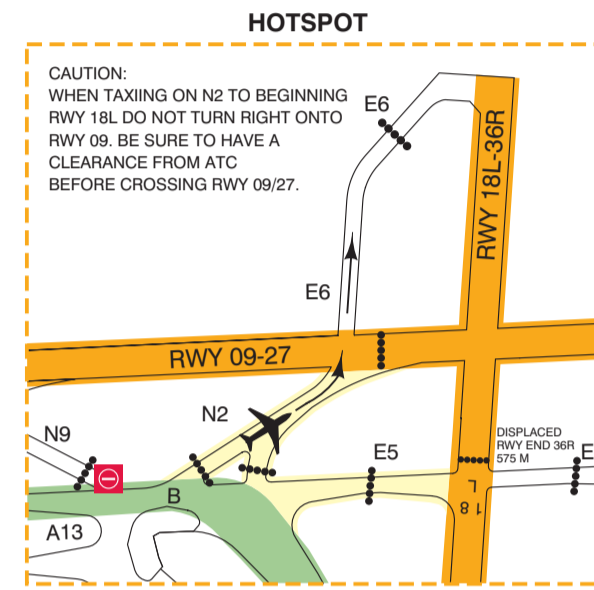 HOTSPOT
CAUTION:
WHEN TAXIING ON N2 TO BEGINNING
RWY 18L DO NOT TURN RIGHT ONTO
RWY 09. BE SURE TO HAVE A
CLEARANCE FROM ATC
BEFORE CROSSING RWY 09/27.
E6
RWY 18L-36R
E6
RWY 09-27
N2
N9
E5
DISPLACED
RWY END 36R
575 M
E
B
L
18
A13